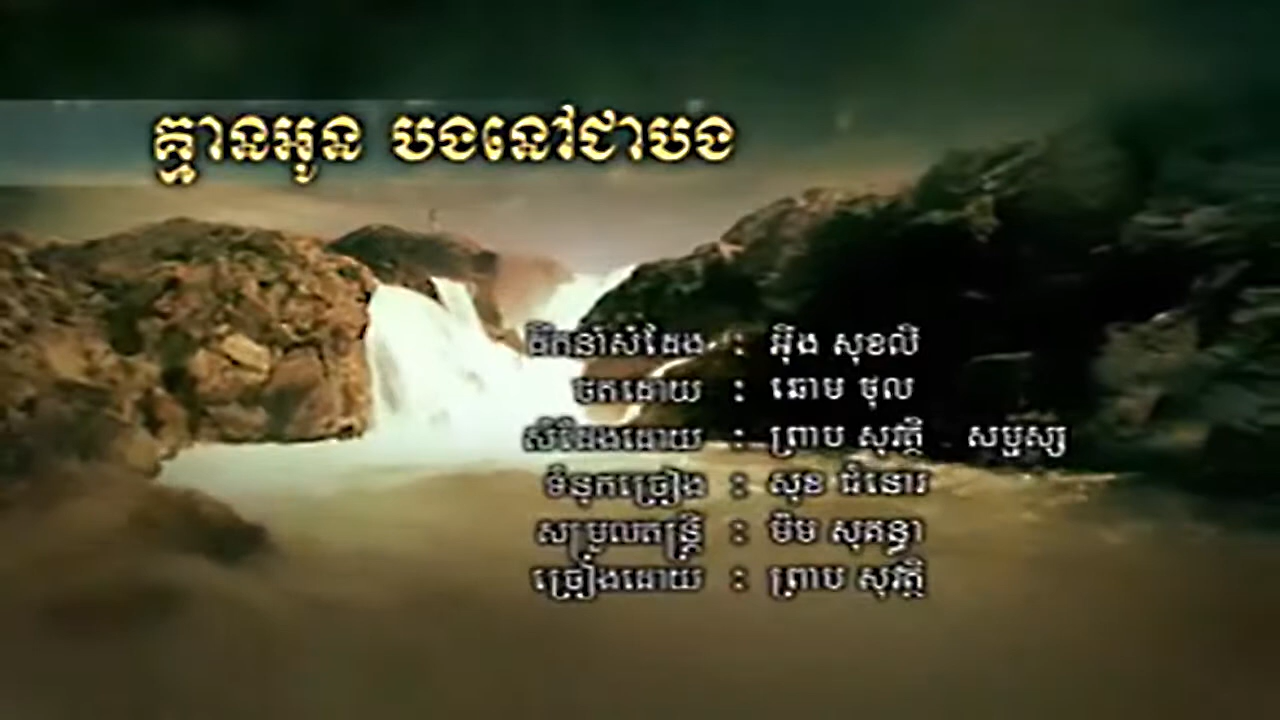 គ្មានអូន បងនៅជាបង
ដឹកនាំសំដែង : អ៊ឹង សុខលី
ថតដោយ : ឆោម ថុល
សំដែងដោយ : ព្រាប សុវត្ថិ សម្ផស្ស
ទំនុកច្រៀង : សុខ ជំនោរ
សម្រួលតន្ត្រី : មិម សុគន្ធា
ច្រៀងដោយ : ព្រាប សុវត្ថិ